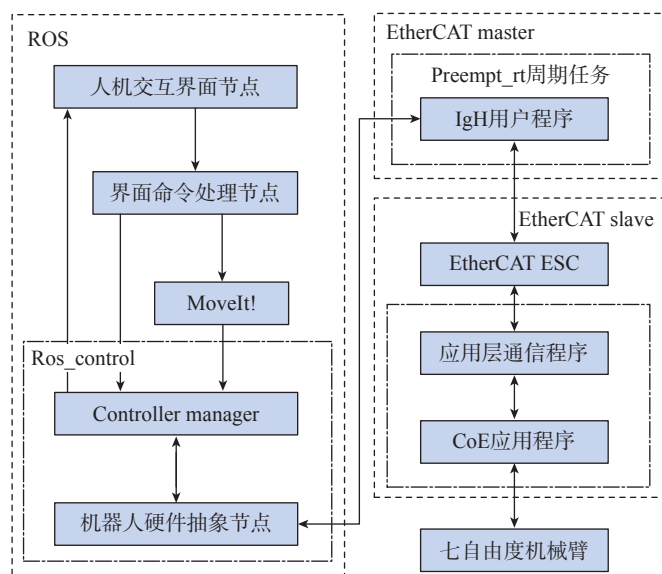 ROS
人机交互界面节点
界面命令处理节点
MoveIt!
Ros_control
Controller manager
机器人硬件抽象节点
EtherCAT master
Preempt_rt周期任务
IgH用户程序
EtherCAT slave
EtherCAT ESC
应用层通信程序
CoE应用程序
七自由度机械臂